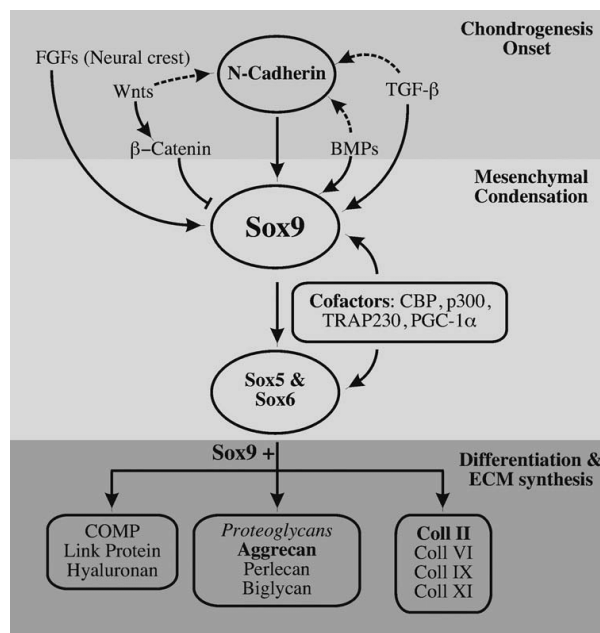 Chondrogenesis
Onset
FGFs (Neural crest)
N-Cadherin
Wnts
TGF-β
β–Catenin
BMPs
Mesenchymal
Condensation
Sox9
Cofactors: CBP, p300,
TRAP230, PGC-1α
Sox5 &
Sox6
Sox9 +
Differentiation &
ECM synthesis
COMP
Link Protein
Hyaluronan
Proteoglycans
Aggrecan
Perlecan
Biglycan
Coll II
Coll VI
Coll IX
Coll XI